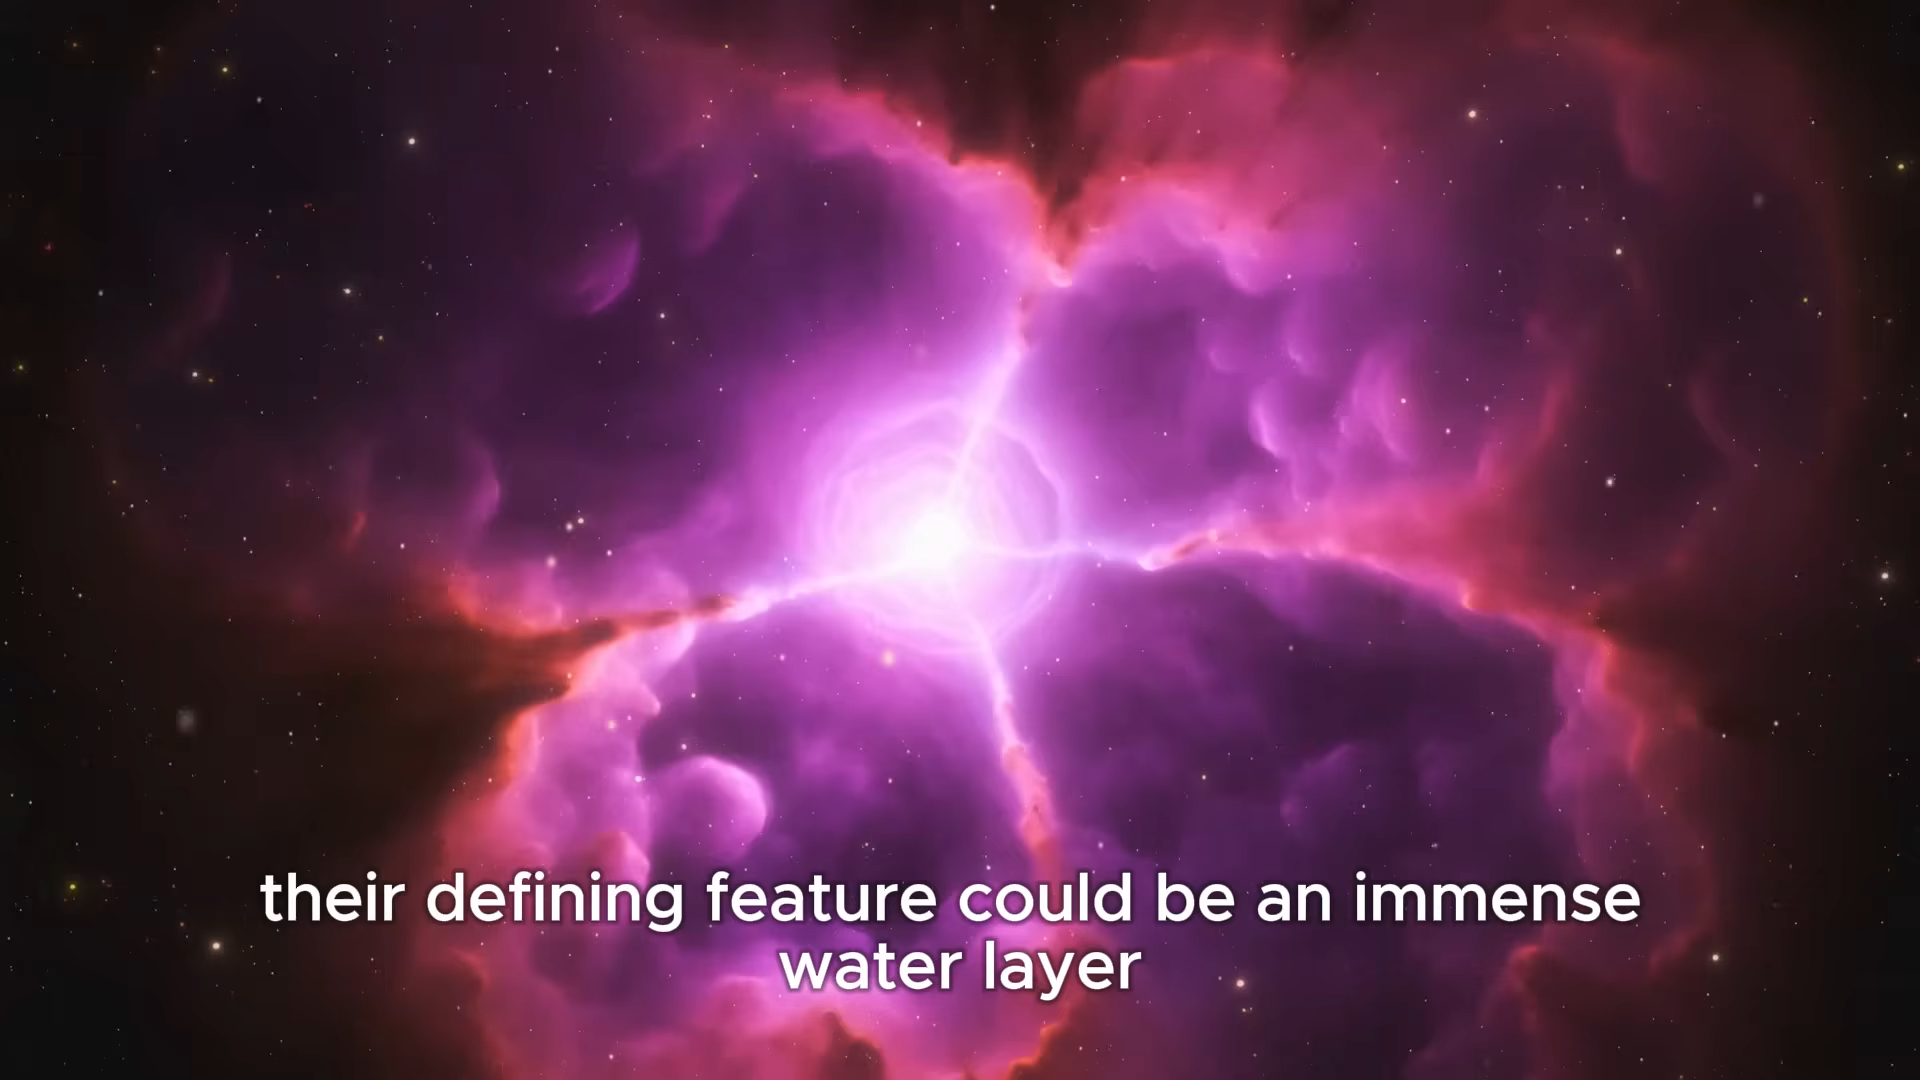 their defining feature could be an immense
water layer